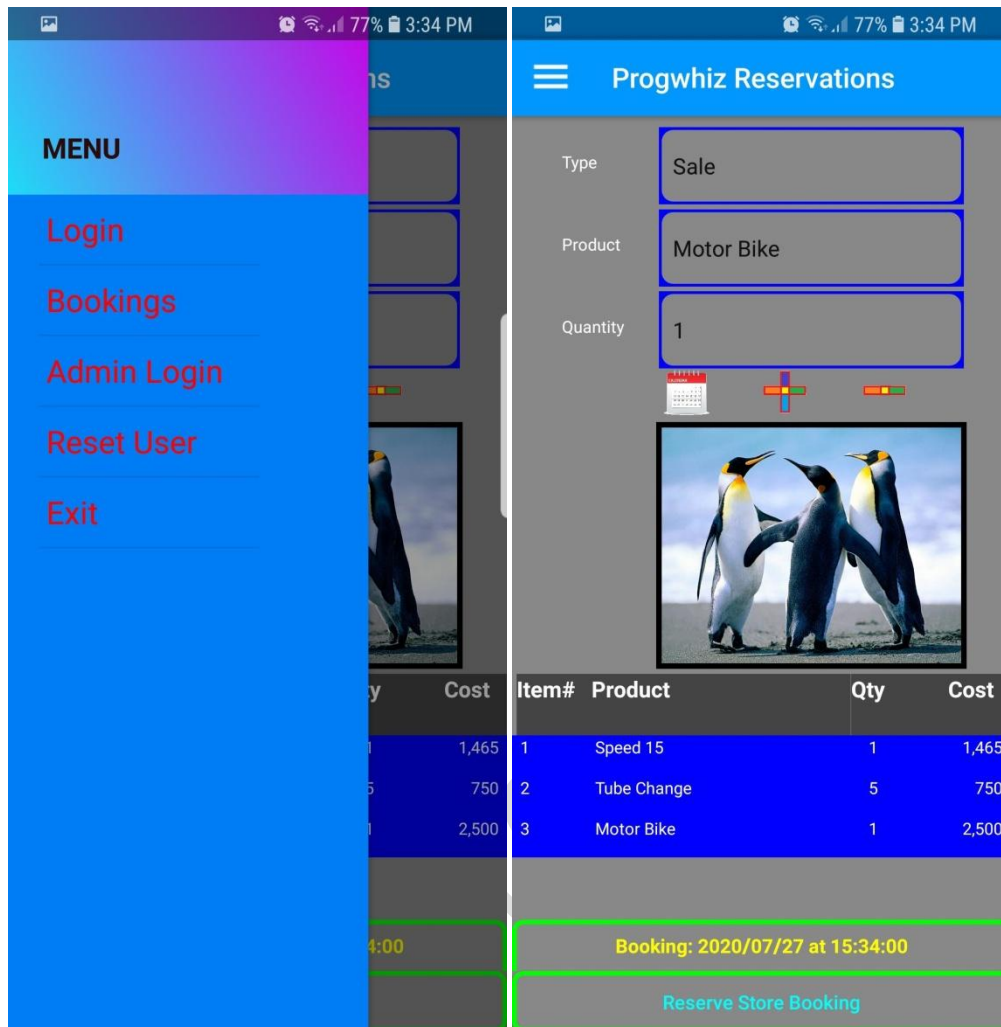 77% 3:34 PM
ns
MENU
Login
Bookings
Admin Login
Reset User
Exit
Cost
1,465
750
2,500
4:00
77% 3:34 PM
Progwhiz Reservations
Type Sale
Product Motor Bike
Quantity 1
CALENDAR
Item# Product Qty Cost
1 Speed 15 1 1,465
2 Tube Change 5 750
3 Motor Bike 1 2,500
Booking: 2020/07/27 at 15:34:00
Reserve Store Booking